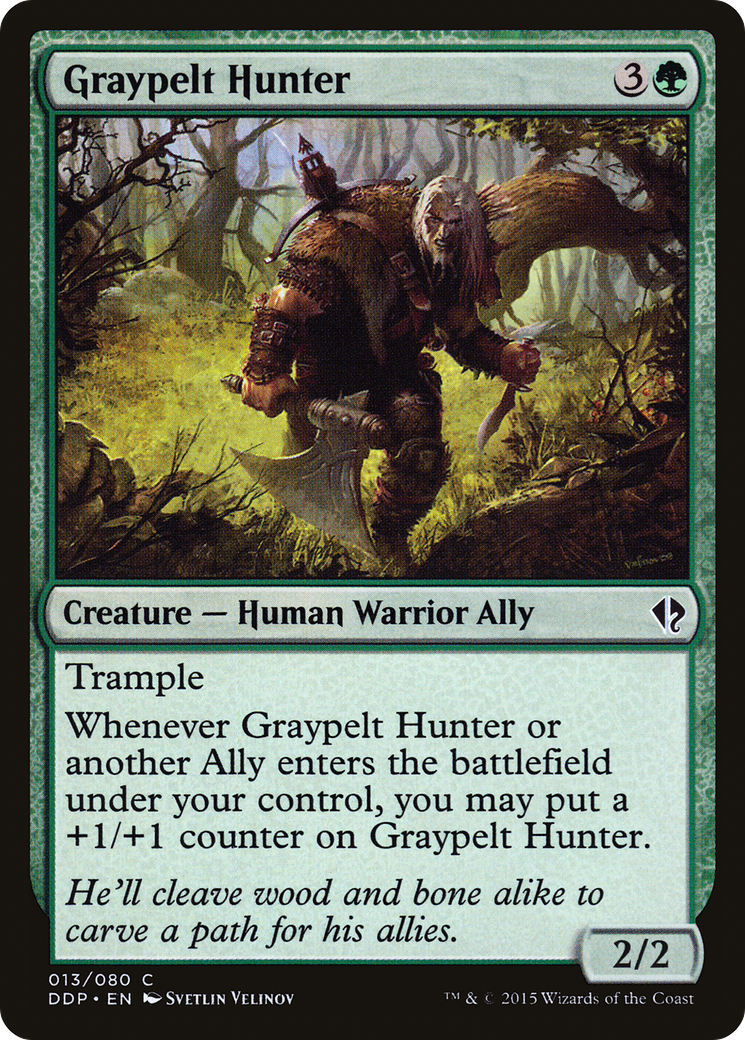 Graypelt Hunter 3
Creature — Human Warrior Ally
Trample
Whenever Graypelt Hunter or
another Ally enters the battlefield
under your control, you may put a
+1/+1 counter on Graypelt Hunter.
He'll cleave wood and bone alike to
carve a path for his allies.
2/2
013/080 C
DDP • EN Svetlin Velinov
™ & © 2015 Wizards of the Coast